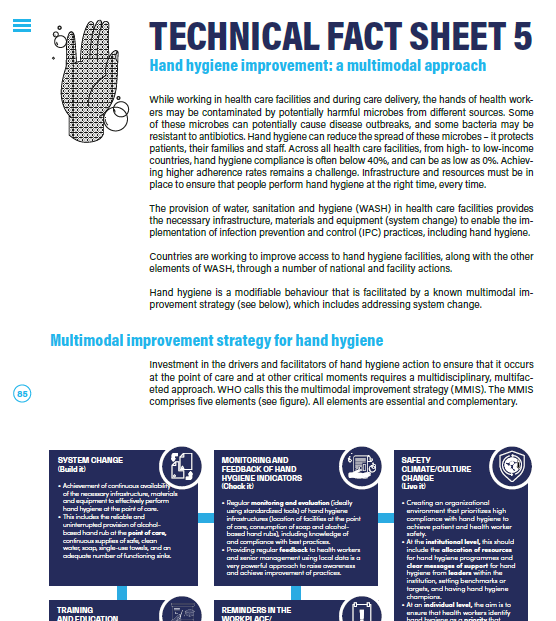 TECHNICAL FACT SHEET 5
Hand hygiene improvement: a multimodal approach
While working in health care facilities and during care delivery, the hands of health work-
ers may be contaminated by potentially harmful microbes from different sources. Some
of these microbes can potentially cause disease outbreaks, and some bacteria may be
resistant to antibiotics. Hand hygiene can reduce the spread of these microbes – it protects
patients, their families and staff. Across all health care facilities, from high- to low-income
countries, hand hygiene compliance is often below 40%, and can be as low as 0%. Achiev-
ing higher adherence rates remains a challenge. Infrastructure and resources must be in
place to ensure that people perform hand hygiene at the right time, every time.
The provision of water, sanitation and hygiene (WASH) in health care facilities provides
the necessary infrastructure, materials and equipment (system change) to enable the im-
plementation of infection prevention and control (IPC) practices, including hand hygiene.
Countries are working to improve access to hand hygiene facilities, along with the other
elements of WASH, through a number of national and facility actions.
Hand hygiene is a modifiable behaviour that is facilitated by a known multimodal im-
provement strategy (see below), which includes addressing system change.
Multimodal improvement strategy for hand hygiene
Investment in the drivers and facilitators of hand hygiene action to ensure that it occurs
at the point of care and at other critical moments requires a multidisciplinary, multifac-
eted approach. WHO calls this the multimodal improvement strategy (MMIS). The MMIS
comprises five elements (see figure). All elements are essential and complementary.
85
SYSTEM CHANGE
(Build it)
• Achievement of continuous availability
of the necessary infrastructure, materials
and equipment to effectively perform
hand hygiene at the point of care.
• This includes the reliable and
uninterrupted provision of alcohol-
based hand rub at the point of care,
continuous supplies of safe, clean
water, soap, single-use towels, and an
adequate number of functioning sinks.
MONITORING AND
FEEDBACK OF HAND
HYGIENE INDICATORS
(Check it)
• Regular monitoring and evaluation (ideally
using standardized tools) of hand hygiene
infrastructures (location of facilities at the point
of care, consumption of soap and alcohol-
based hand rubs), including knowledge of
and compliance with best practices.
• Providing regular feedback to health workers
and senior management using local data is a
very powerful approach to raise awareness
and achieve improvement of practices.
SAFETY
CLIMATE/CULTURE
CHANGE
(Live it)
• Creating an organizational
environment that prioritizes high
compliance with hand hygiene to
achieve patient and health worker
safety.
• At the institutional level, this should
include the allocation of resources
for hand hygiene programmes and
clear messages of support for hand
hygiene from leaders within the
institution, setting benchmarks or
targets, and having hand hygiene
champions.
• At an individual level, the aim is to
ensure that health workers identify
hand hygiene as a priority that
TRAINING
AND EDUCATION
REMINDERS IN THE
WORKPLACE/